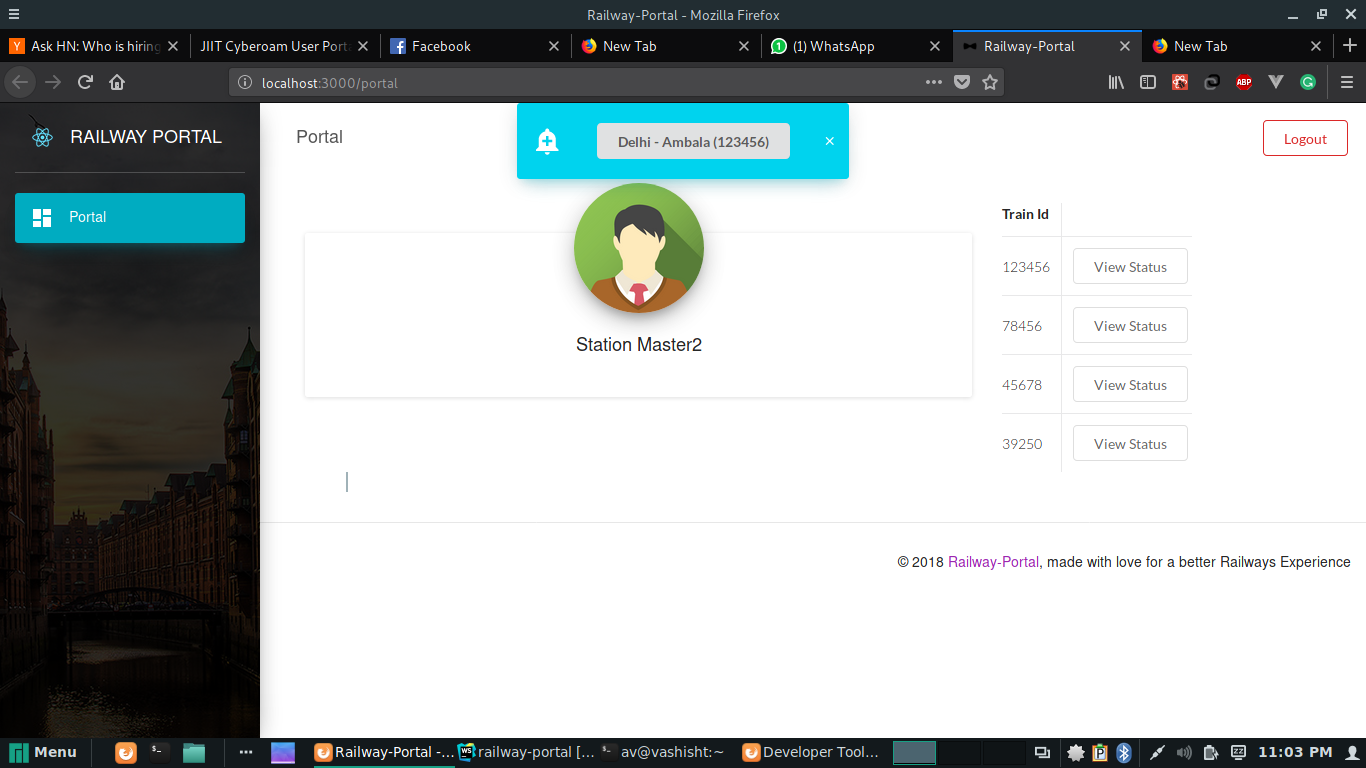 Railway-Portal - Mozilla Firefox
Ask HN: Who is hiring
JIIT Cyberoam User Porta
Facebook
New Tab
(1) WhatsApp
Railway-Portal
New Tab
localhost:3000/portal
ABP
RAILWAY PORTAL
Portal
Portal
Delhi - Ambala (123456)
×
Logout
Station Master2
Train Id
123456 View Status
78456 View Status
45678 View Status
39250 View Status
© 2018 Railway-Portal, made with love for a better Railways Experience
Menu
Railway-Portal -...
railway-portal [...
av@vashisht:~
Developer Tool...
11:03 PM